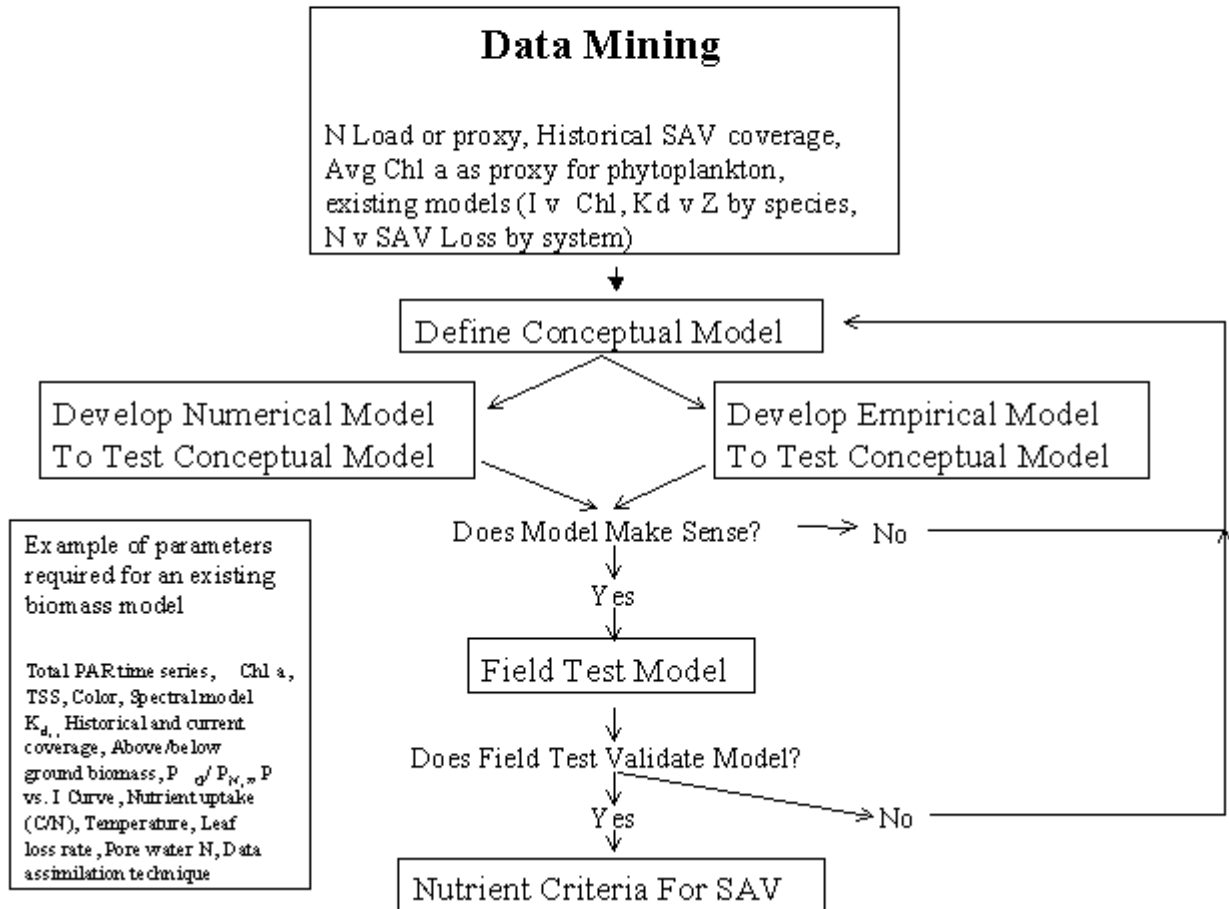 Data Mining
N Load or proxy, Historical SAV coverage,
Avg Chl a as proxy for phytoplankton,
existing models (I v Chl, Kd v Z by species,
N v SAV Loss by system)
Define Conceptual Model
Develop Numerical Model
To Test Conceptual Model
Develop Empirical Model
To Test Conceptual Model
Does Model Make Sense?
No
Yes
Field Test Model
Does Field Test Validate Model?
Yes
No
Nutrient Criteria For SAV
Example of parameters
required for an existing
biomass model
Total PAR time series, Chl a,
TSS, Color, Spectral model
Kd, , Historical and current
coverage, Above/below
ground biomass, P
vs. I Curve, Nutrient uptake
(C/N), Temperature, Leaf
loss rate, Pore water N, Data
assimilation technique